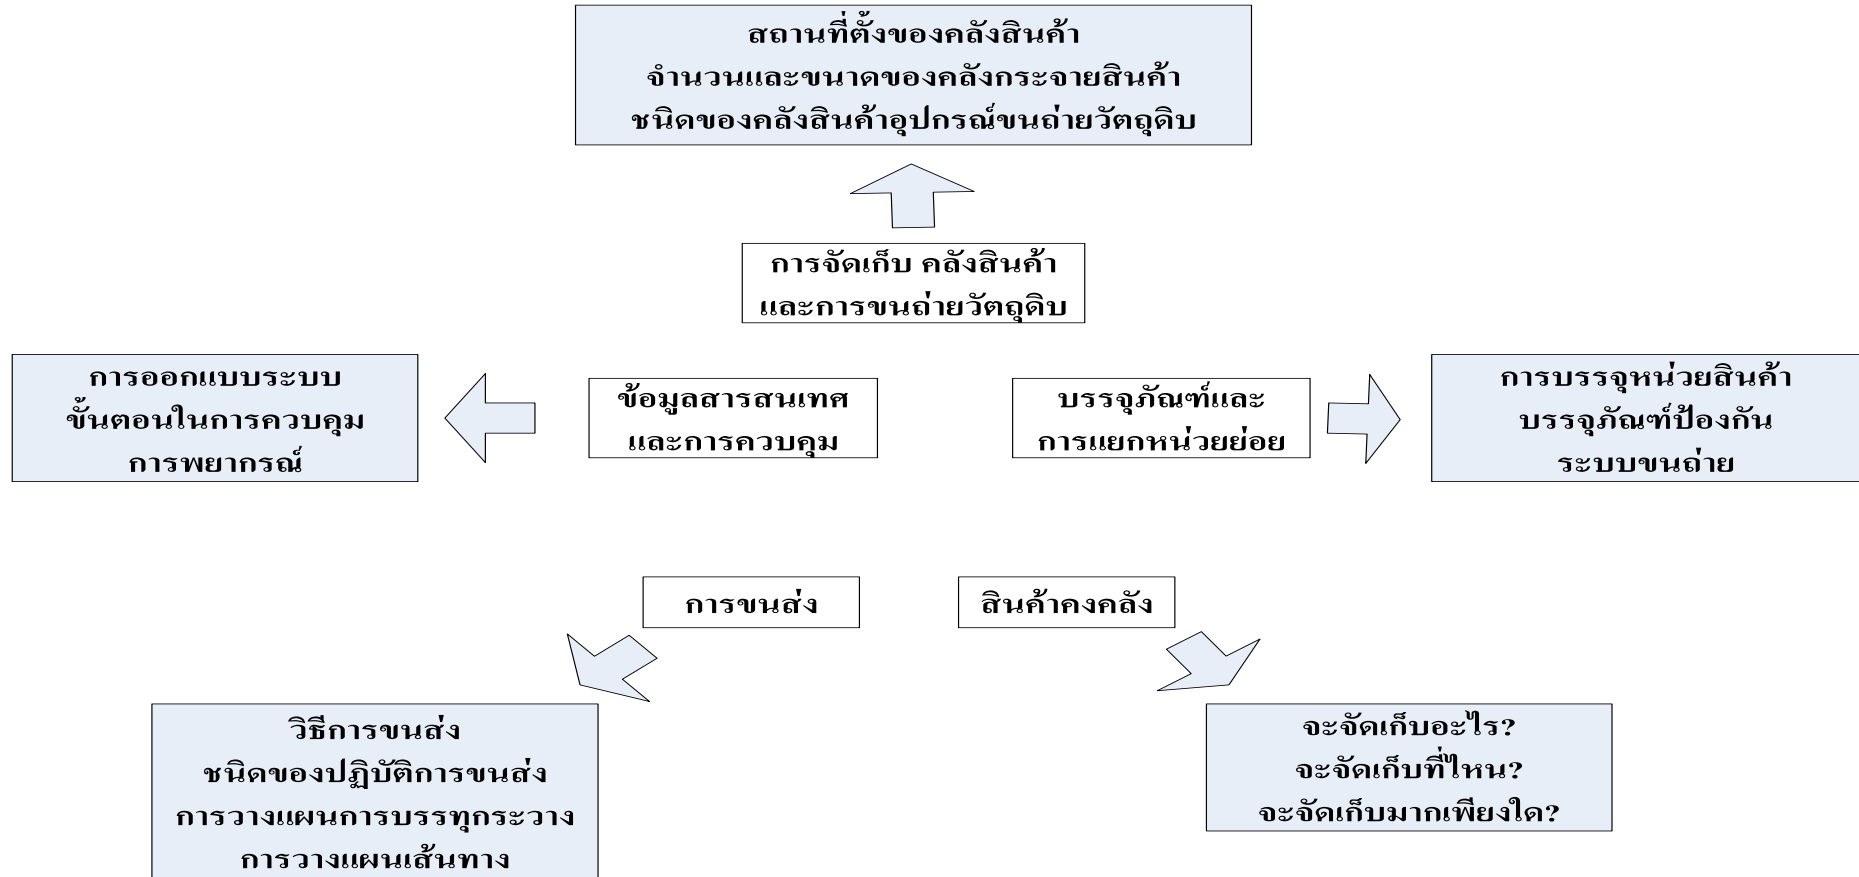 สถานที่ตั้งของคลังสินค้า
จำนวนและขนาดของคลังกระจายสินค้า
ชนิดของคลังสินค้าอุปกรณ์ขนถ่ายวัตถุดิบ
การจัดเก็บ คลังสินค้า
และการขนถ่ายวัตถุดิบ
การออกแบบระบบ
ขั้นตอนในการควบคุม
การพยากรณ์
ข้อมูลสารสนเทศ
และการควบคุม
บรรจุภัณฑ์และ
การแยกหน่วยย่อย
การบรรจุหน่วยสินค้า
บรรจุภัณฑ์ป้องกัน
ระบบขนถ่าย
การขนส่ง
สินค้าคงคลัง
วิธีการขนส่ง
ชนิดของปฏิบัติการขนส่ง
การวางแผนการบรรทุกระวาง
การวางแผนเส้นทาง
จะจัดเก็บอะไร?
จะจัดเก็บที่ไหน?
จะจัดเก็บมากเพียงใด?